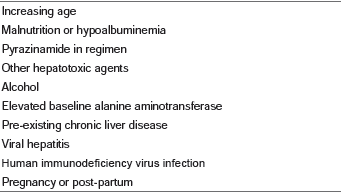 Increasing age
Malnutrition or hypoalbuminemia
Pyrazinamide in regimen
Other hepatotoxic agents
Alcohol
Elevated baseline alanine aminotransferase
Pre-existing chronic liver disease
Viral hepatitis
Human immunodeficiency virus infection
Pregnancy or post-partum